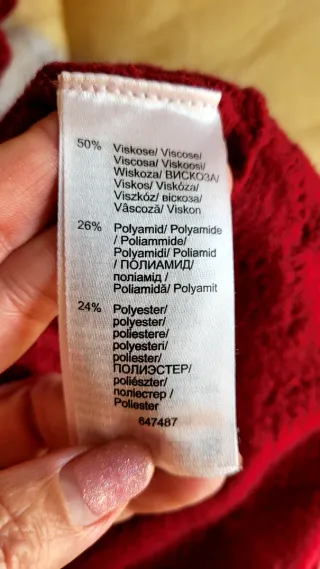 50% Viskose/ Viscose/
Viscosa/ Viskoosi/
Wiskoza/ ВИСКОЗА/
Viskos/ Viskóza/
Viszkóz/ віскоза/
Vâscoză/ Viskon
26% Polyamid/ Polyamide
/ Poliammide/
Polyamidi/ Poliamid
/ ПОЛИАМИД/
поліамід /
Poliamidă/ Polyamit
24% Polyester/
polyester/
poliestere/
polyesteri/
poliester/
ПОЛИЭСТЕР/
poliészter/
поліестер /
Poliester
647487